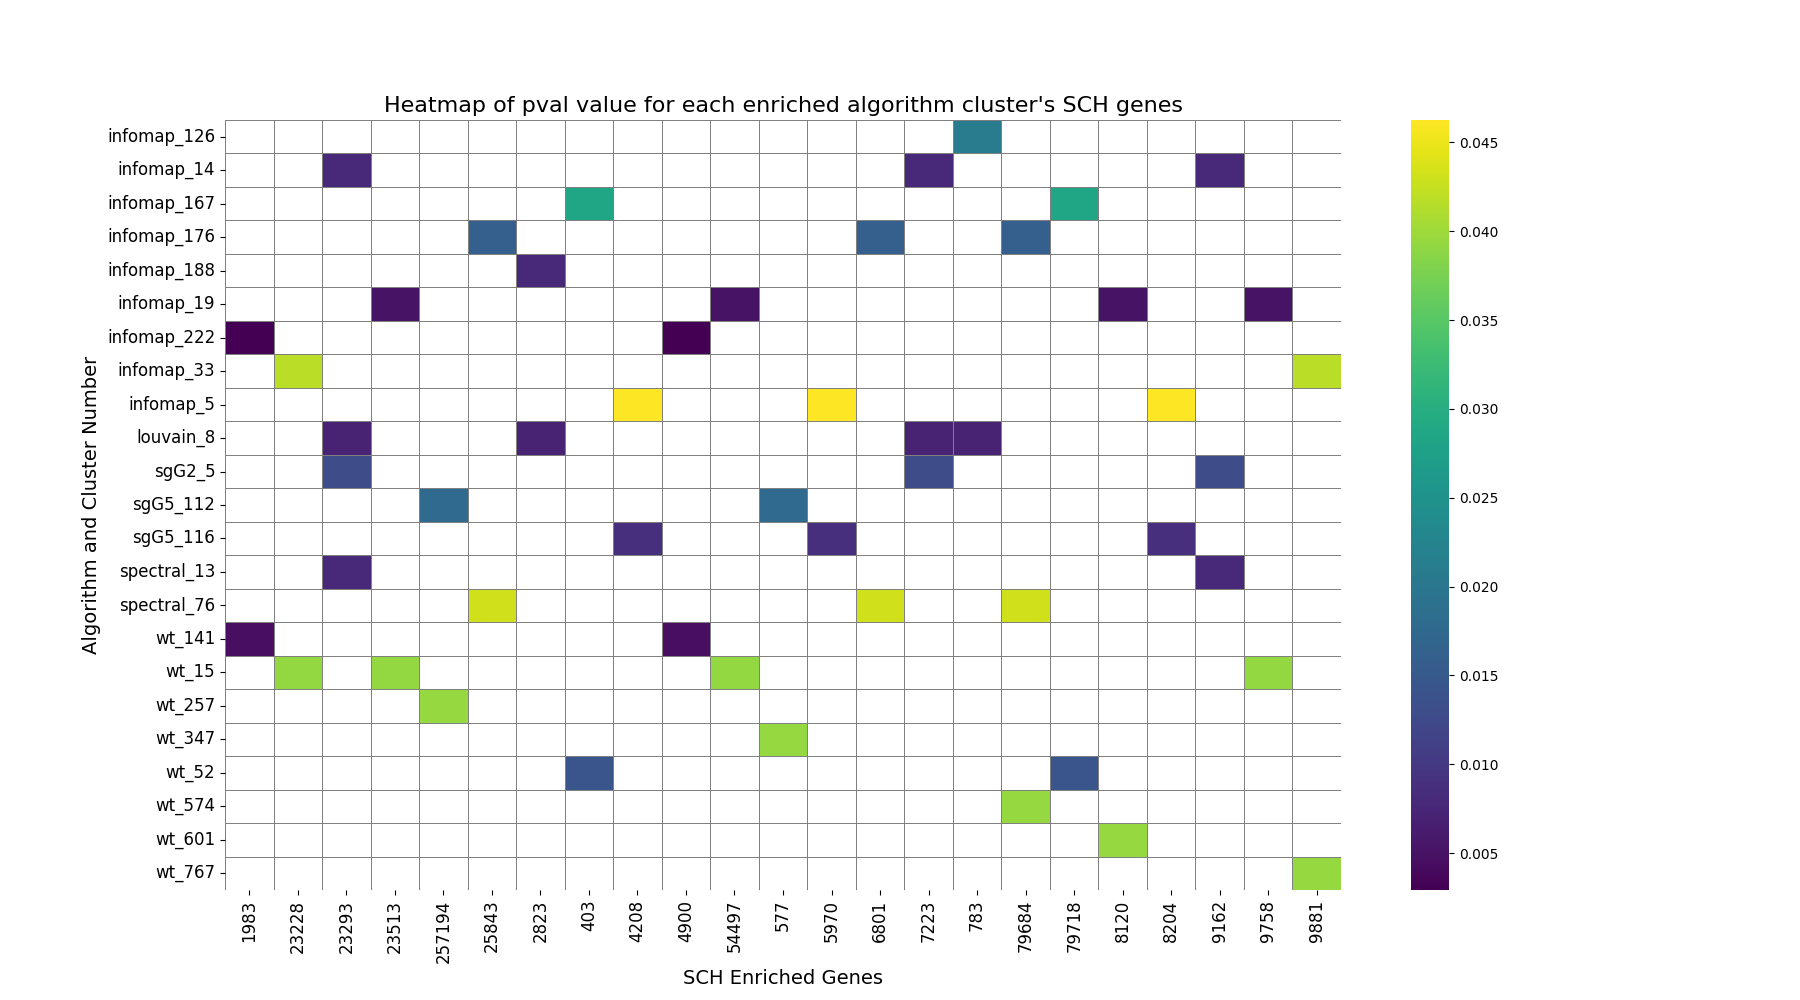 Heatmap of pval value for each enriched algorithm cluster's SCH genes
Algorithm and Cluster Number
infomap_126
infomap_14
infomap_167
infomap_176
infomap_188
infomap_19
infomap_222
infomap_33
infomap_5
louvain_8
sgG2_5
sgG5_112
sgG5_116
spectral_13
spectral_76
wt_141
wt_15
wt_257
wt_347
wt_52
wt_574
wt_601
wt_767
1983
23228
23293
23513
257194
25843
2823
403
4208
4900
54497
577
5970
6801
7223
783
79684
79718
8120
8204
9162
9758
9881
SCH Enriched Genes
0.045
0.040
0.035
0.030
0.025
0.020
0.015
0.010
0.005